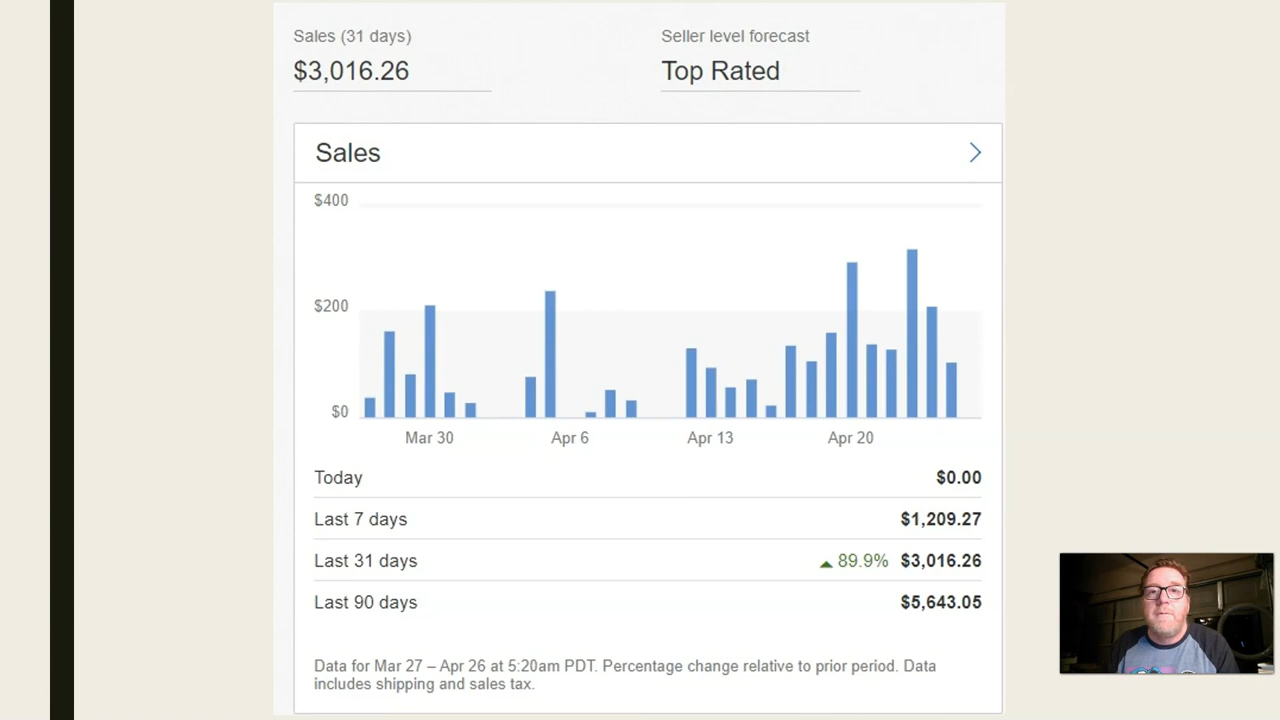 Sales (31 days)
$3,016.26
Seller level forecast
Top Rated
Sales
$400
$200
$0
Mar 30
Apr 6
Apr 13
Apr 20
Today $0.00
Last 7 days $1,209.27
Last 31 days 89.9% $3,016.26
Last 90 days $5,643.05
Data for Mar 27 – Apr 26 at 5:20am PDT. Percentage change relative to prior period. Data
includes shipping and sales tax.